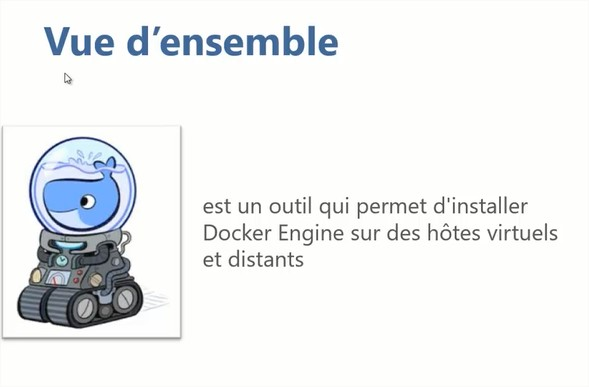 Vue d’ensemble
est un outil qui permet d'installer
Docker Engine sur des hôtes virtuels
et distants